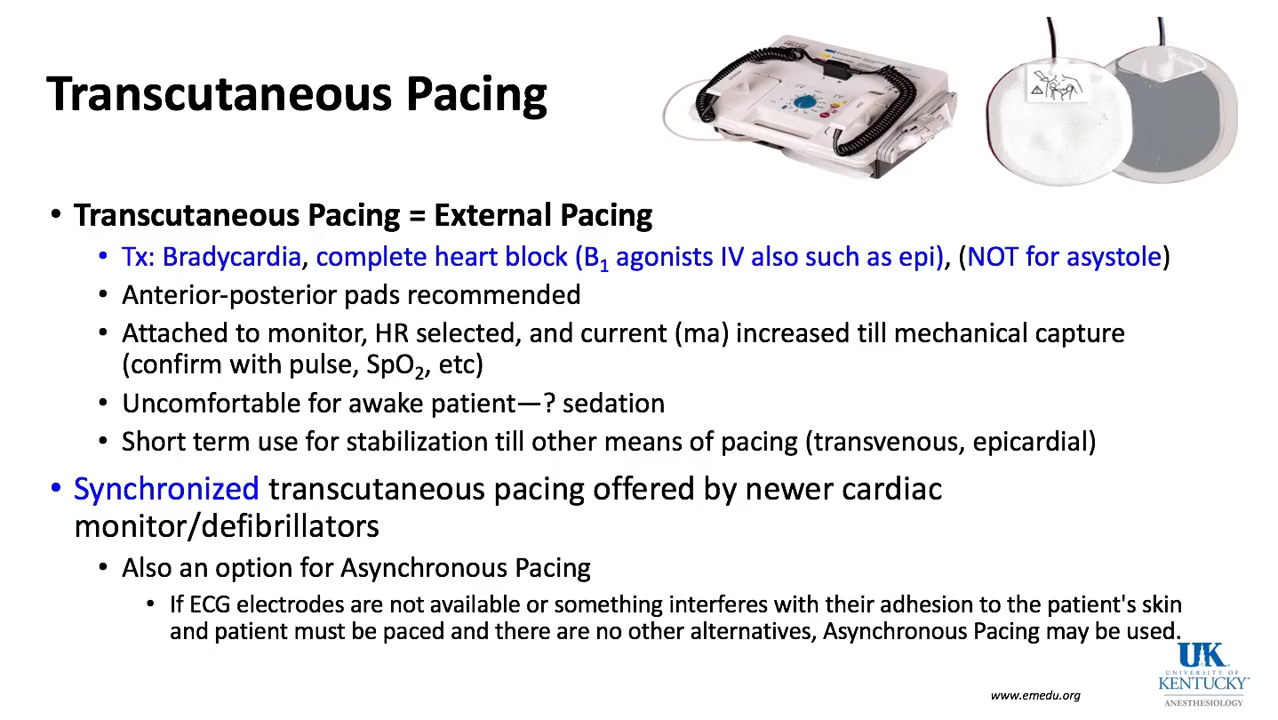 Transcutaneous Pacing
• Transcutaneous Pacing = External Pacing
• Tx: Bradycardia, complete heart block (B₁ agonists IV also such as epi), (NOT for asystole)
• Anterior-posterior pads recommended
• Attached to monitor, HR selected, and current (ma) increased till mechanical capture
(confirm with pulse, SpO₂, etc)
• Uncomfortable for awake patient—? sedation
• Short term use for stabilization till other means of pacing (transvenous, epicardial)
• Synchronized transcutaneous pacing offered by newer cardiac
monitor/defibrillators
• Also an option for Asynchronous Pacing
• If ECG electrodes are not available or something interferes with their adhesion to the patient's skin
and patient must be paced and there are no other alternatives, Asynchronous Pacing may be used.
www.emedu.org
UK
UNIVERSITY OF
KENTUCKY
ANESTHESIOLOGY